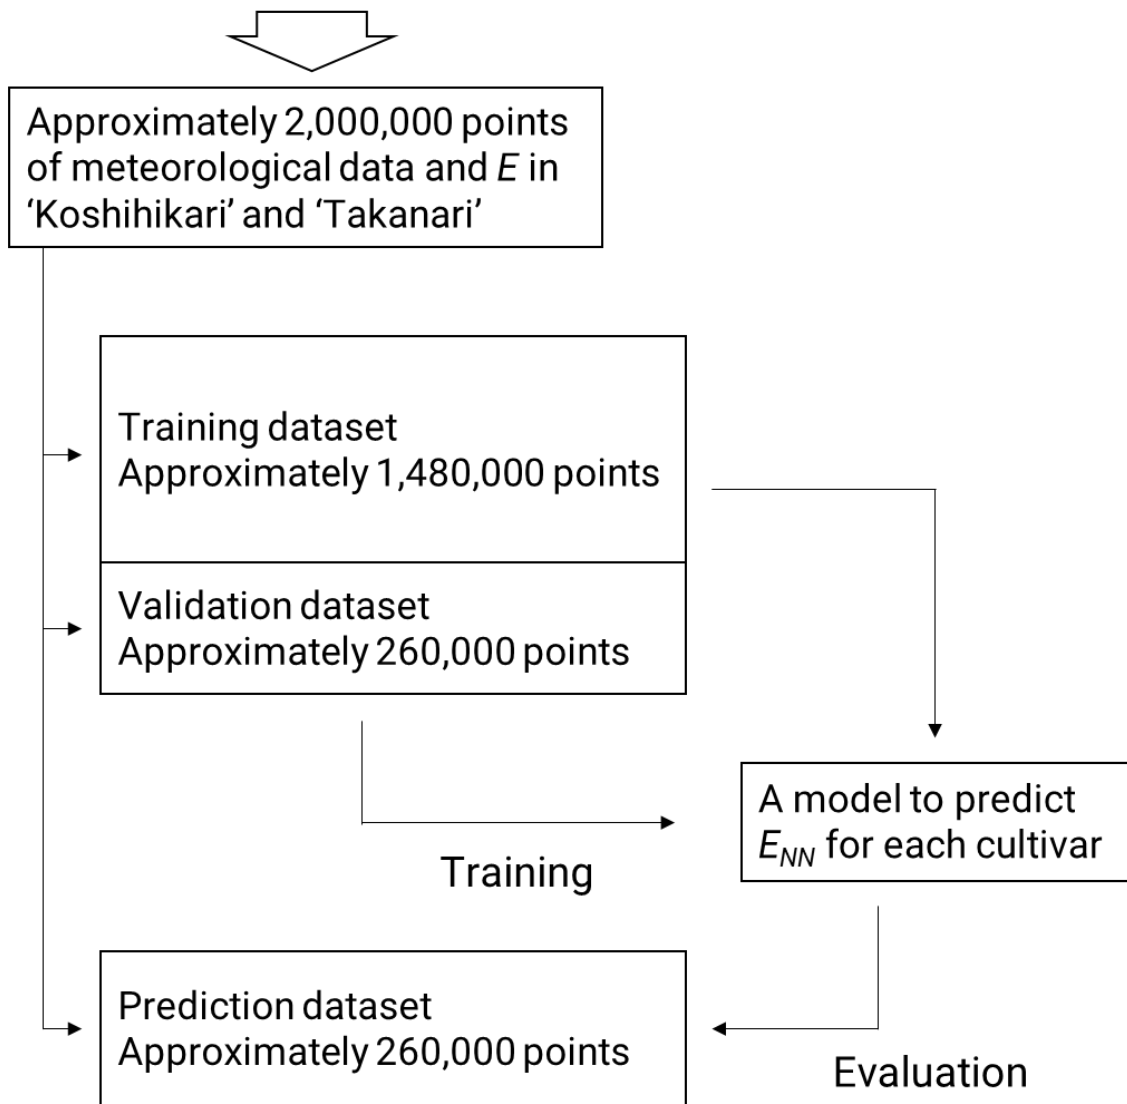 Approximately 2,000,000 points
of meteorological data and E in
‘Koshihikari’ and ‘Takanari’
Training dataset
Approximately 1,480,000 points
Validation dataset
Approximately 260,000 points
A model to predict
E_NN for each cultivar
Training
Prediction dataset
Approximately 260,000 points
Evaluation